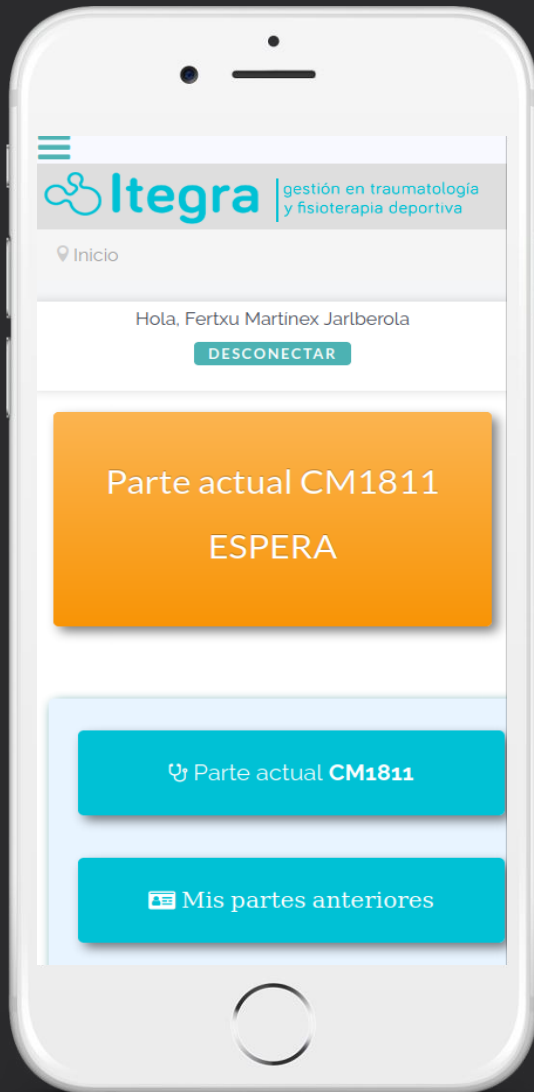 Itegra
gestión en traumatología
y fisioterapia deportiva
Inicio
Hola, Fertxu Martínex Jarlberola
DESCONECTAR
Parte actual CM1811
ESPERA
Parte actual CM1811
Mis partes anteriores